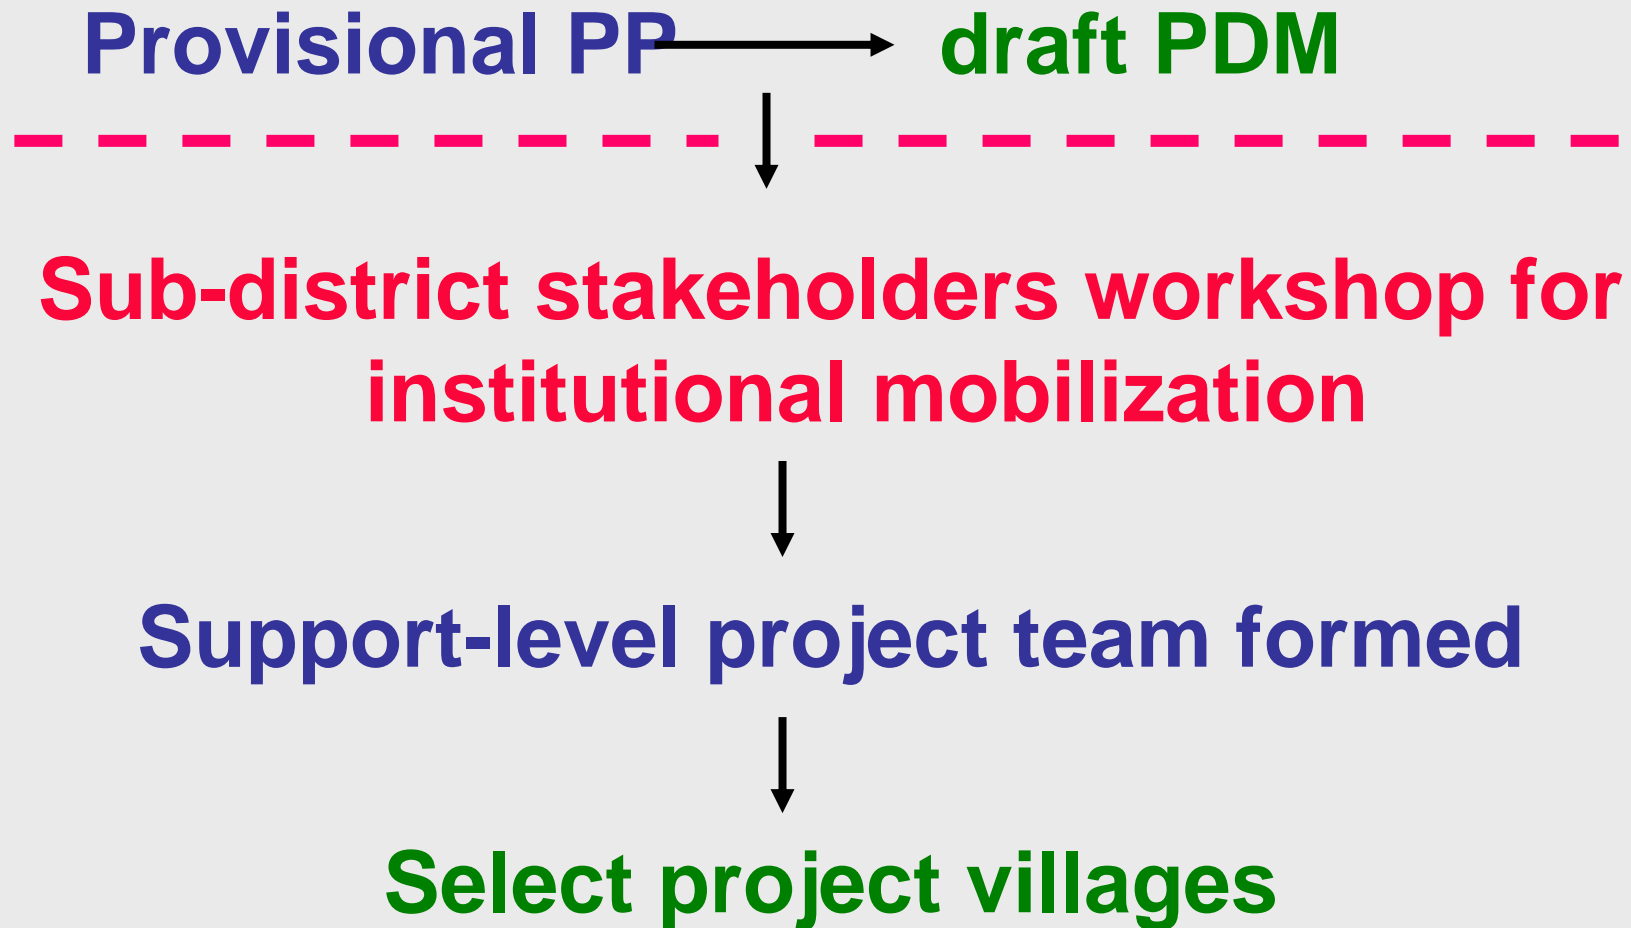 Provisional PP draft PDM
Sub-district stakeholders workshop for
institutional mobilization
Support-level project team formed
Select project villages